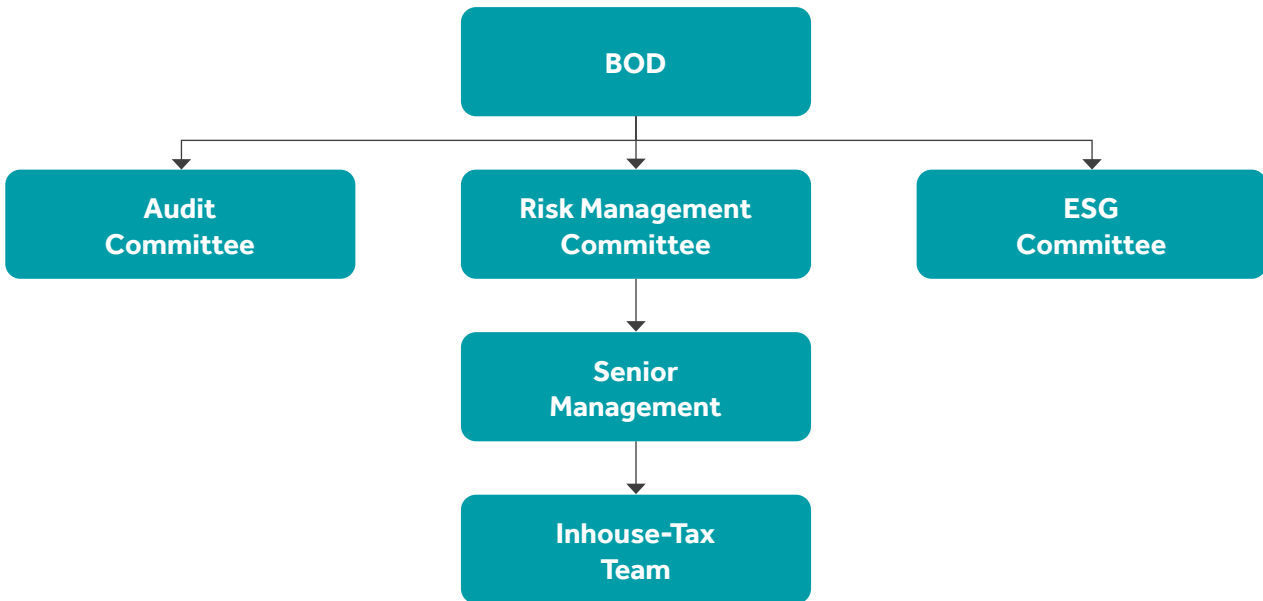 BOD
Audit
Committee
Risk Management
Committee
ESG
Committee
Senior
Management
Inhouse-Tax
Team